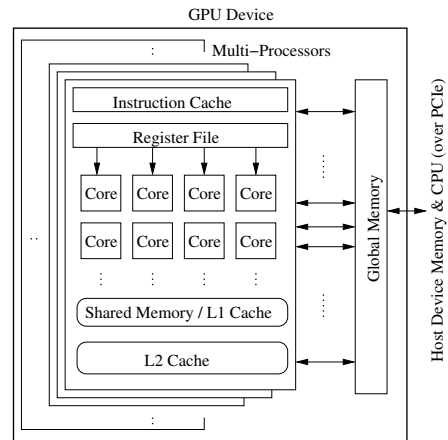 GPU Device
Multi−Processors
Instruction Cache
Register File
Core Core Core Core
Core Core Core Core
Shared Memory / L1 Cache
L2 Cache
Global Memory
Host Device Memory & CPU (over PCIe)